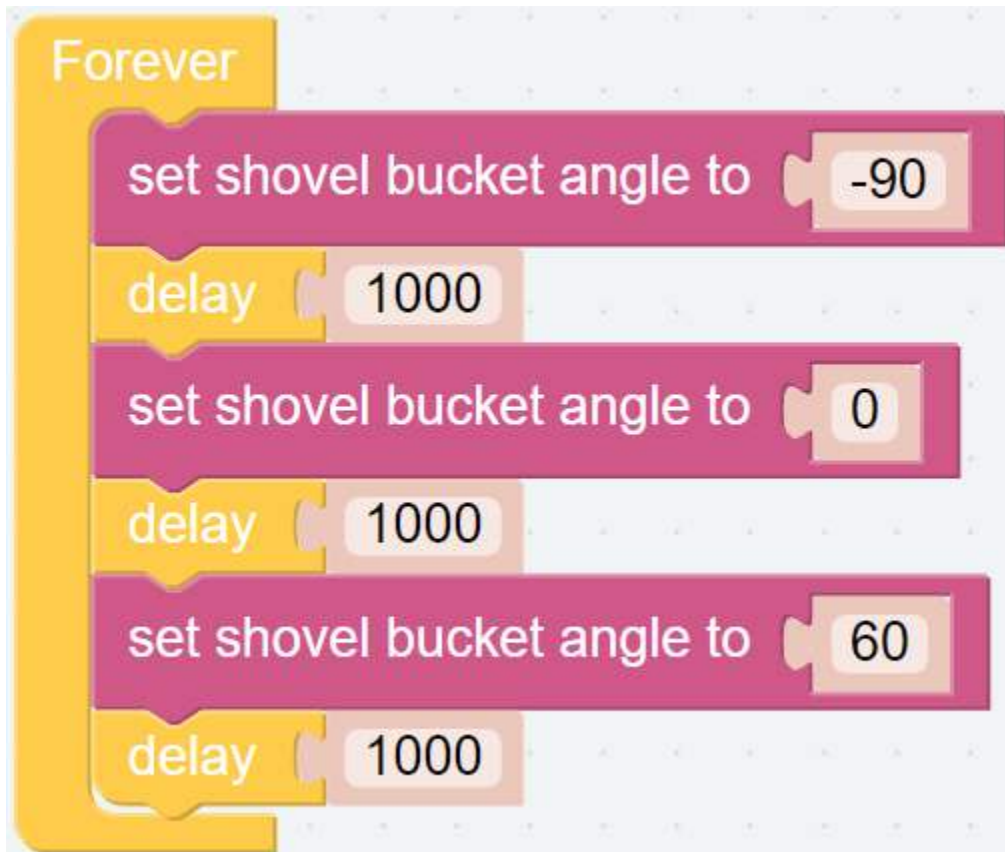 Forever
set shovel bucket angle to -90
delay 1000
set shovel bucket angle to 0
delay 1000
set shovel bucket angle to 60
delay 1000